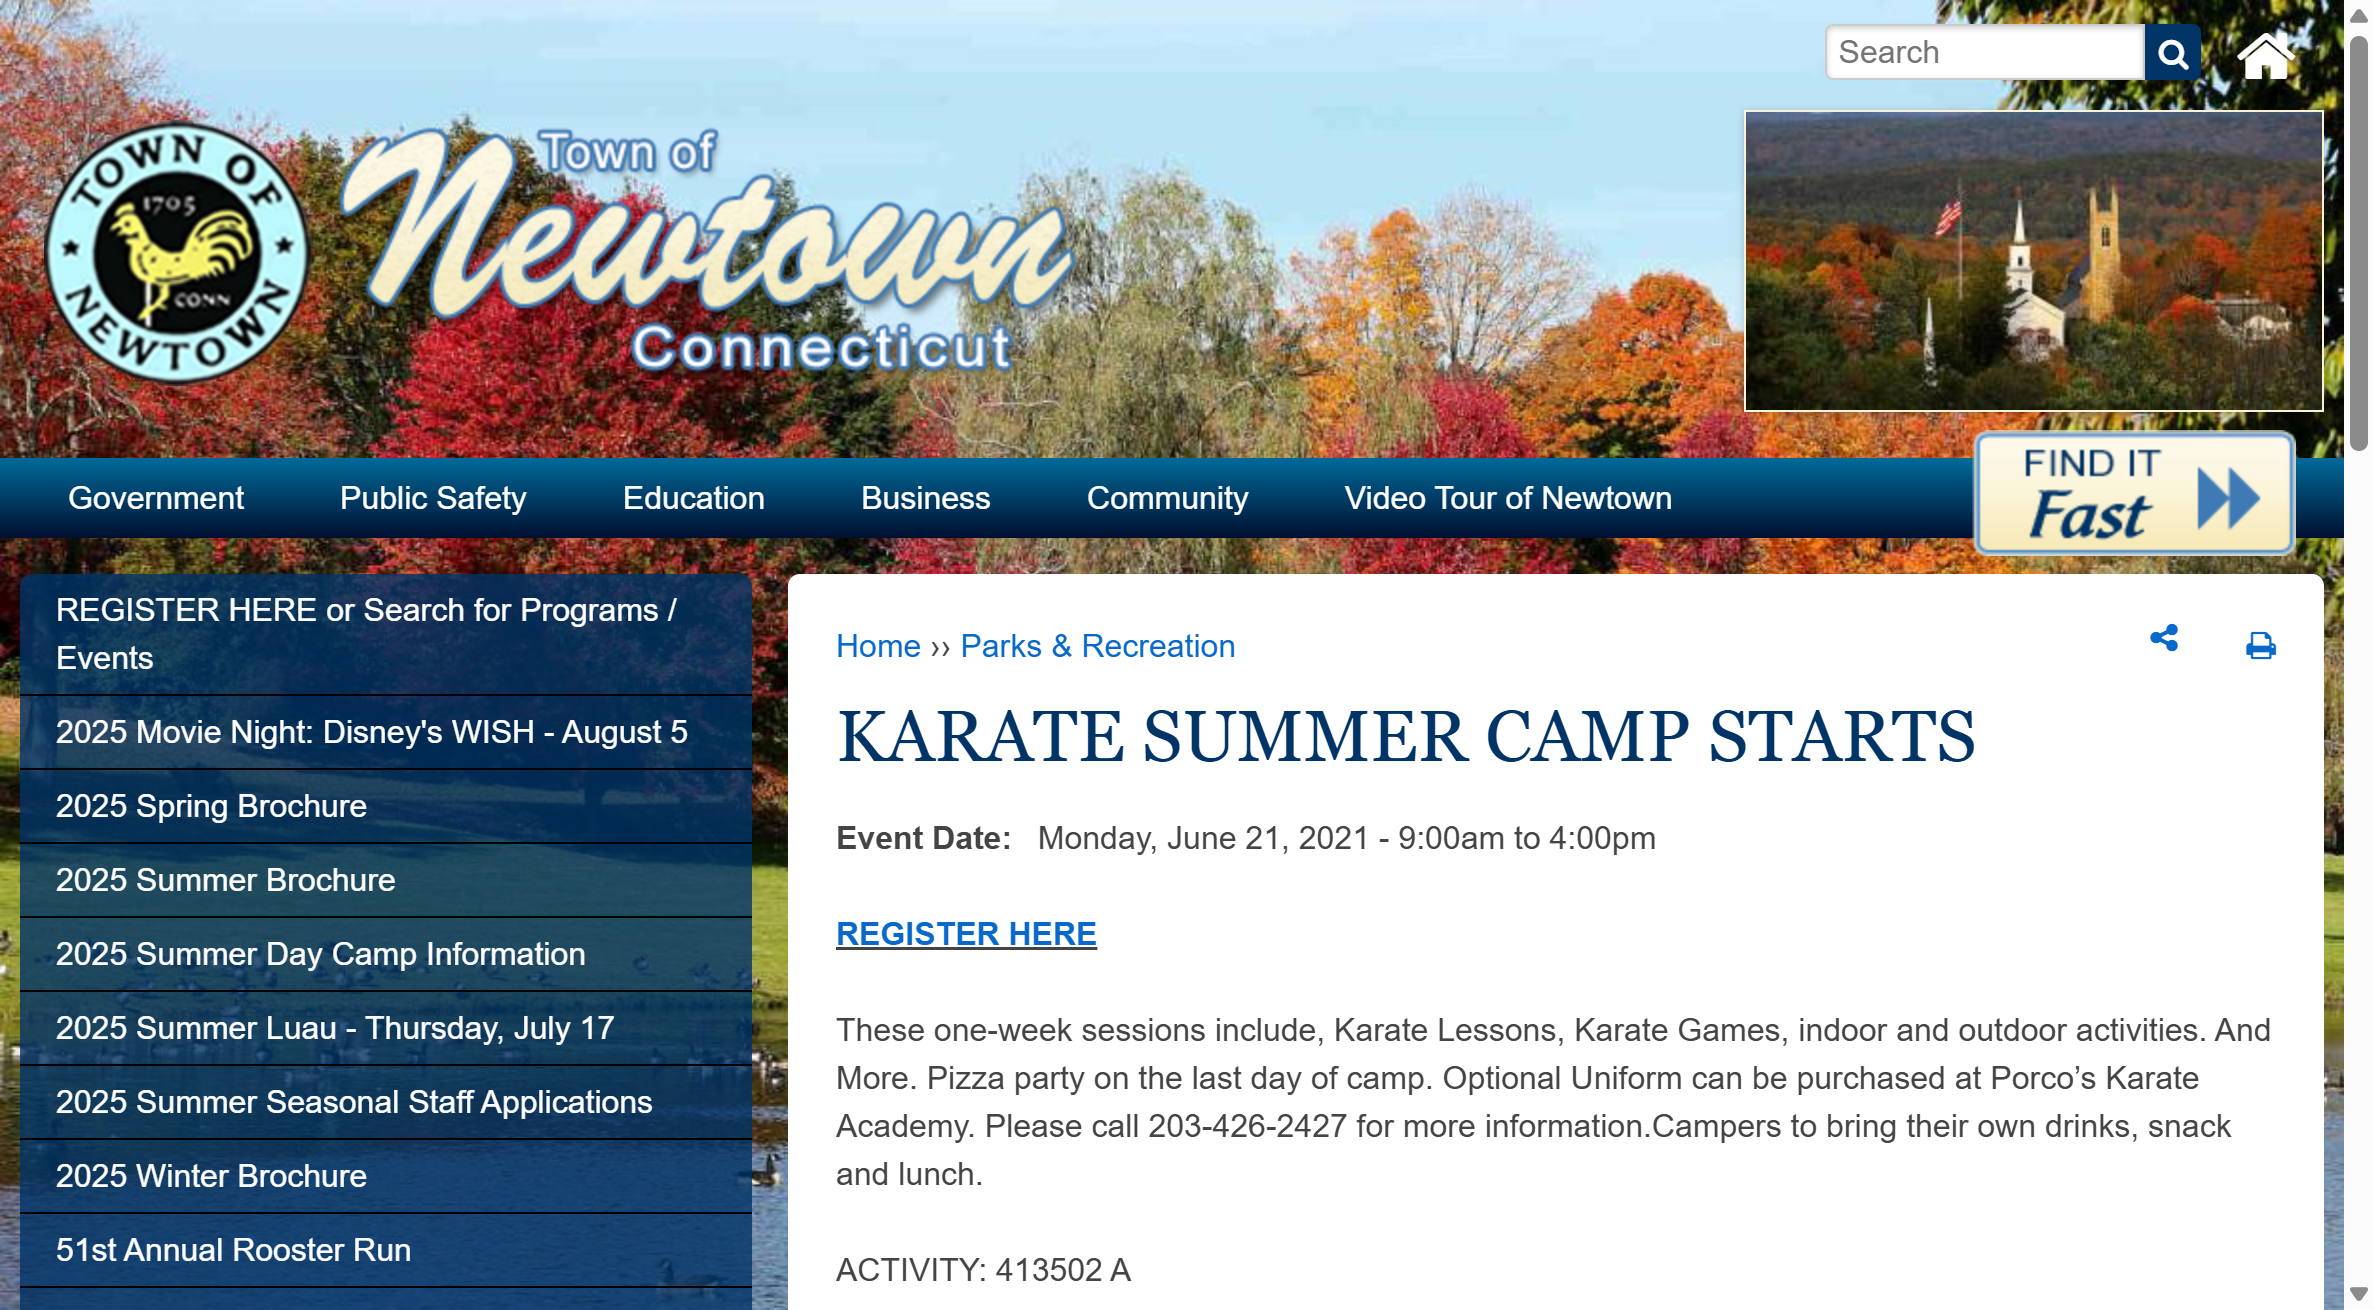 Search
TOWN OF NEWTOWN
1705
CONN
Town of
Newtown
Connecticut
FIND IT
Fast
Government
Public Safety
Education
Business
Community
Video Tour of Newtown
REGISTER HERE or Search for Programs /
Events
2025 Movie Night: Disney's WISH - August 5
2025 Spring Brochure
2025 Summer Brochure
2025 Summer Day Camp Information
2025 Summer Luau - Thursday, July 17
2025 Summer Seasonal Staff Applications
2025 Winter Brochure
51st Annual Rooster Run
Home ›› Parks & Recreation
KARATE SUMMER CAMP STARTS
Event Date: Monday, June 21, 2021 - 9:00am to 4:00pm
REGISTER HERE
These one-week sessions include, Karate Lessons, Karate Games, indoor and outdoor activities. And
More. Pizza party on the last day of camp. Optional Uniform can be purchased at Porco’s Karate
Academy. Please call 203-426-2427 for more information.Campers to bring their own drinks, snack
and lunch.
ACTIVITY: 413502 A